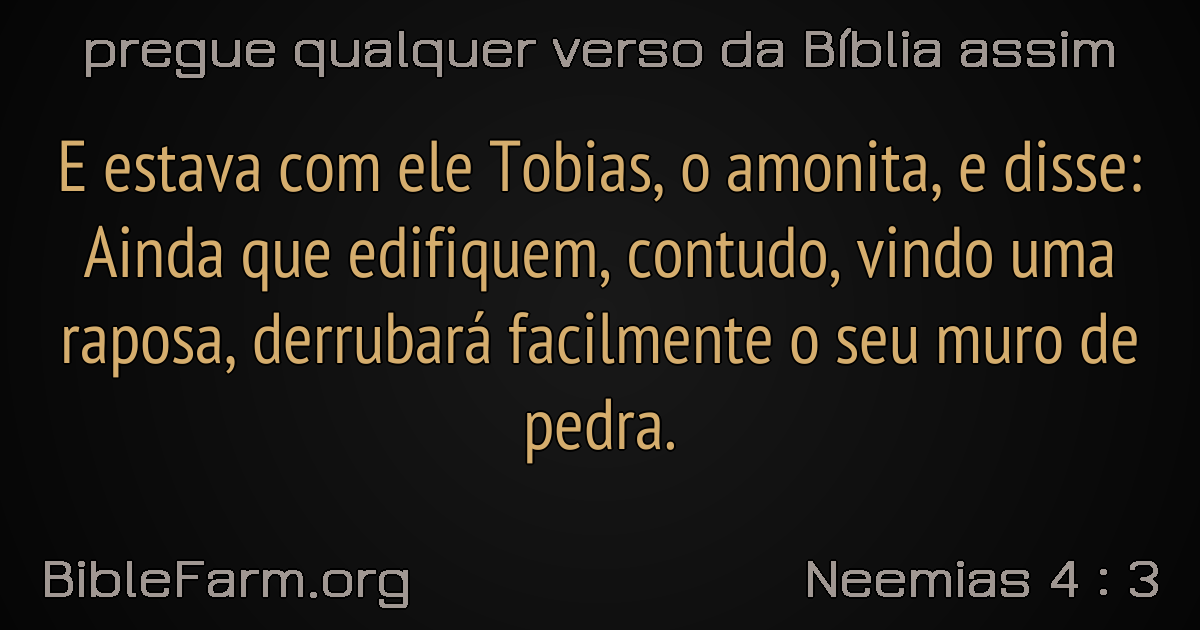 pregue qualquer verso da Bíblia assim
E estava com ele Tobias, o amonita, e disse:
Ainda que edifiquem, contudo, vindo uma
raposa, derrubará facilmente o seu muro de
pedra.
BibleFarm.org
Neemias 4 : 3